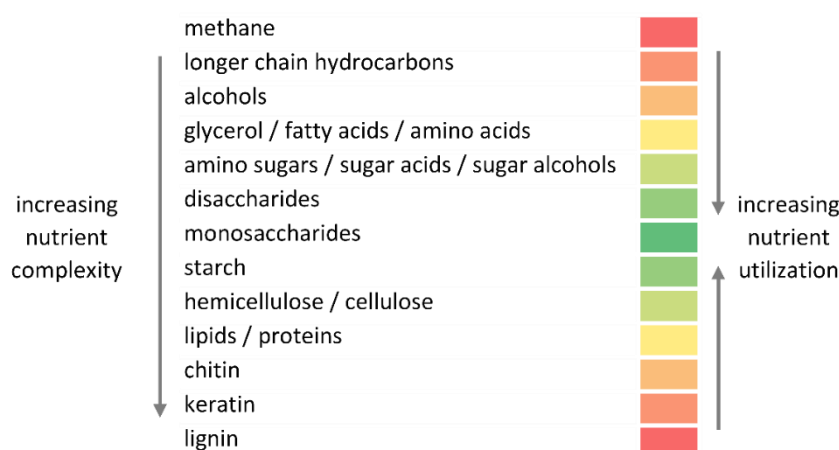 methane
longer chain hydrocarbons
alcohols
glycerol / fatty acids / amino acids
amino sugars / sugar acids / sugar alcohols
disaccharides
monosaccharides
starch
hemicellulose / cellulose
lipids / proteins
chitin
keratin
lignin
increasing
nutrient
complexity
increasing
nutrient
utilization